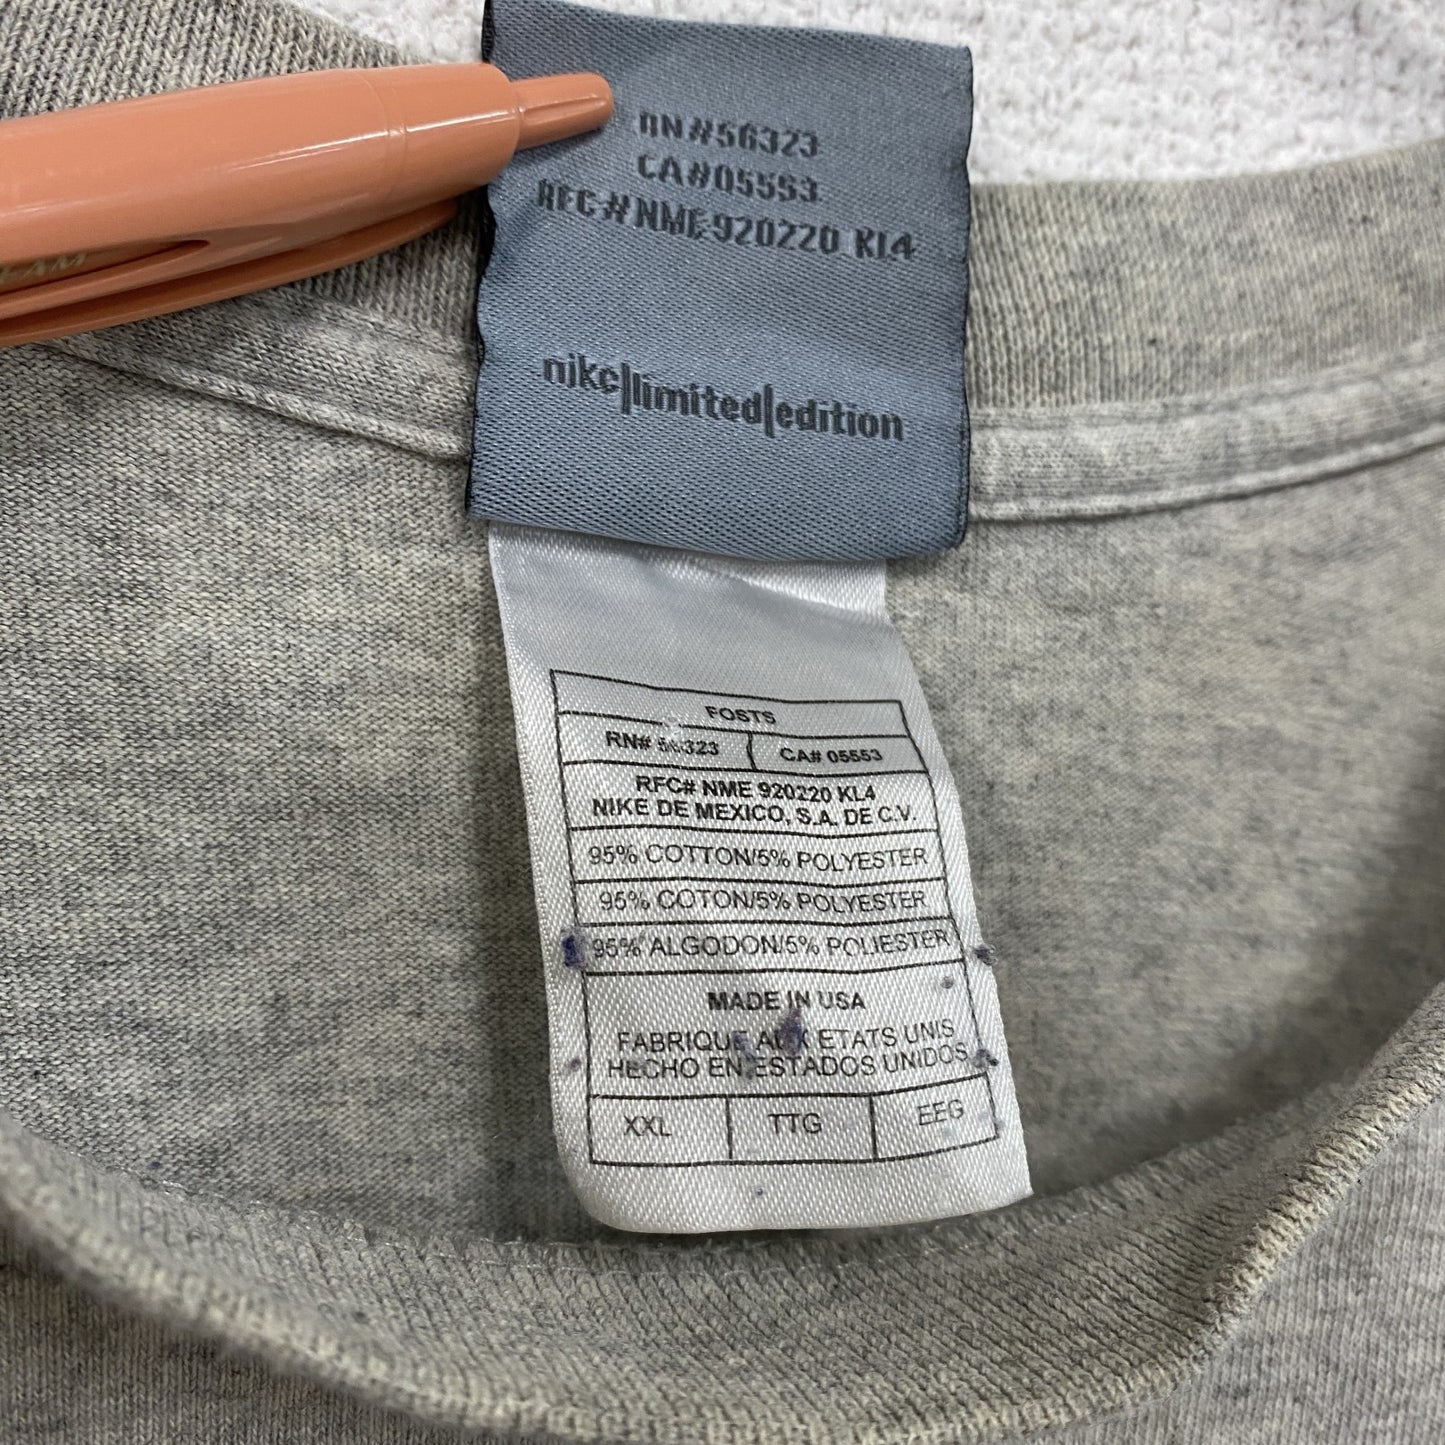 RN#56323
CA#05553
RFC#NME 920220 KL4
nike||limited|edition
FOSTS
RN# 56323 CA# 05553
RFC# NME 920220 KL4
NIKE DE MEXICO, S.A. DE C.V.
95% COTTON/5% POLYESTER
95% COTON/5% POLYESTER
95% ALGODON/5% POLIESTER
MADE IN USA
FABRIQUE AUX ETATS UNIS
HECHO EN ESTADOS UNIDOS
XXL TTG EEG